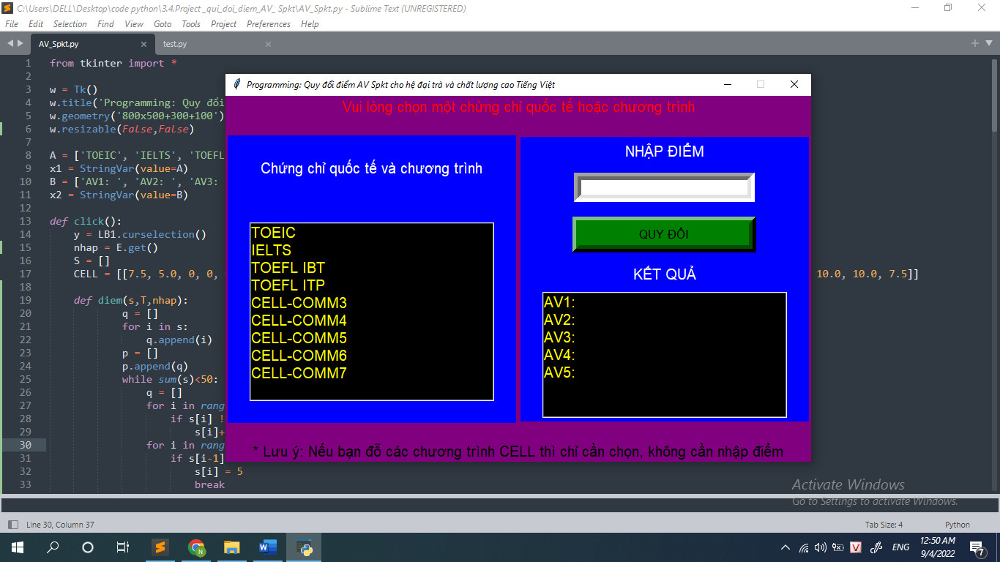 C:\Users\DELL\Desktop\code python\3.4.Project _qui_doi_diem_AV_ Spkt\AV_Spkt.py - Sublime Text (UNREGISTERED)
File Edit Selection Find View Goto Tools Project Preferences Help
AV_Spkt.py test.py
1 from tkinter import *
2
3 w = Tk()
4 w.title('Programming: Quy đổi
5 w.geometry('800x500+300+100')
6 w.resizable(False,False)
7
8 A = ['TOEIC', 'IELTS', 'TOEFL
9 x1 = StringVar(value=A)
10 B = ['AV1: ', 'AV2: ', 'AV3:
11 x2 = StringVar(value=B)
12
13 def click():
14 y = LB1.curselection()
15 nhap = E.get()
16 S = []
17 CELL = [[7.5, 5.0, 0, 0, 10.0, 10.0, 7.5]]
18
19 def diem(s,T,nhap):
20 q = []
21 for i in s:
22 q.append(i)
23 p = []
24 p.append(q)
25 while sum(s)<50:
26 q = []
27 for i in rang
28 if s[i] !
29 s[i]+
30 for i in rang
31 if s[i-1]
32 s[i] = 5
33 break
Programming: Quy đổi điểm AV Spkt cho hệ đại trà và chất lượng cao Tiếng Việt
Vui lòng chọn một chứng chỉ quốc tế hoặc chương trình
Chứng chỉ quốc tế và chương trình
TOEIC
IELTS
TOEFL IBT
TOEFL ITP
CELL-COMM3
CELL-COMM4
CELL-COMM5
CELL-COMM6
CELL-COMM7
NHẬP ĐIỂM
QUY ĐỔI
KẾT QUẢ
AV1:
AV2:
AV3:
AV4:
AV5:
* Lưu ý: Nếu bạn đỗ các chương trình CELL thì chỉ cần chọn, không cần nhập điểm
Activate Windows
Go to Settings to activate Windows.
Line 30, Column 37 Tab Size: 4 Python
N W V ENG 12:50 AM
9/4/2022 7